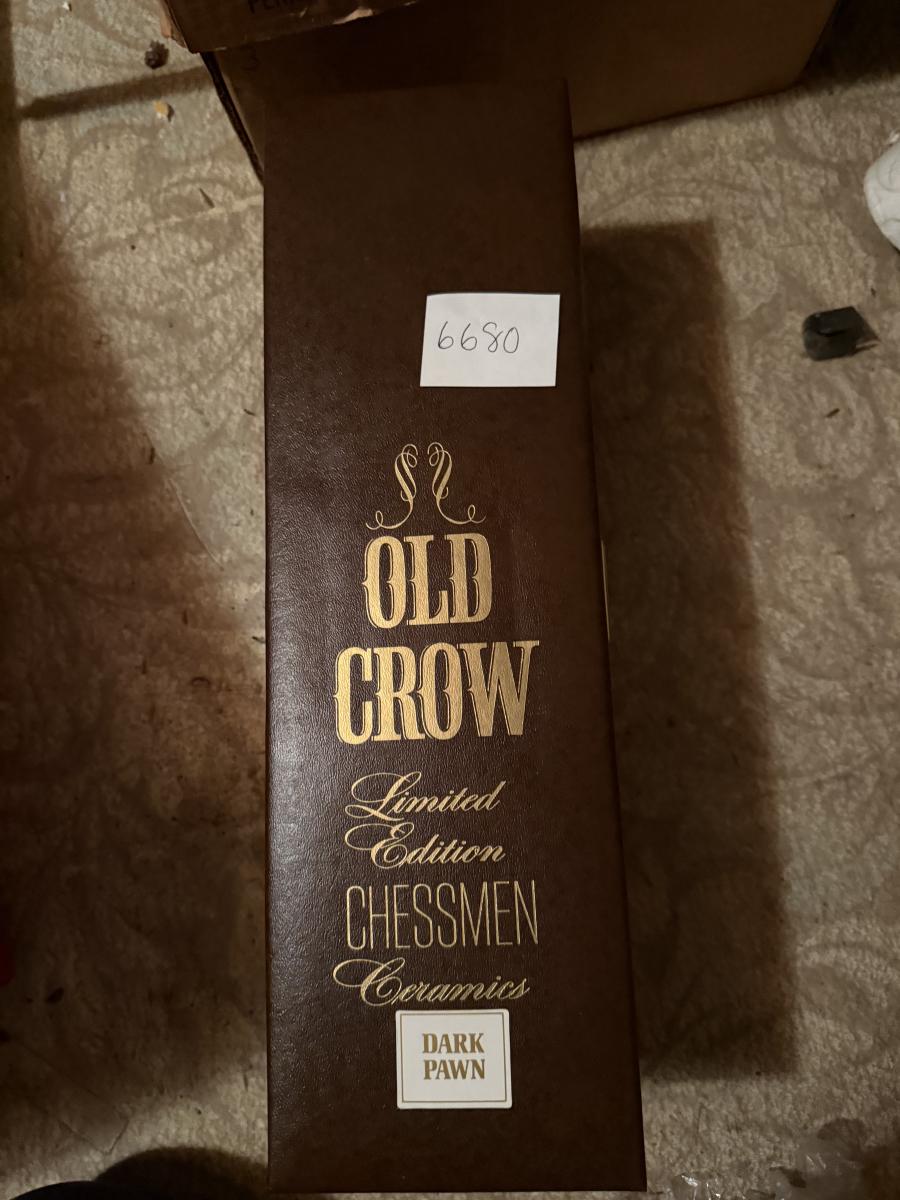 6680
OLD
CROW
Limited
Edition
CHESSMEN
Ceramics
DARK
PAWN